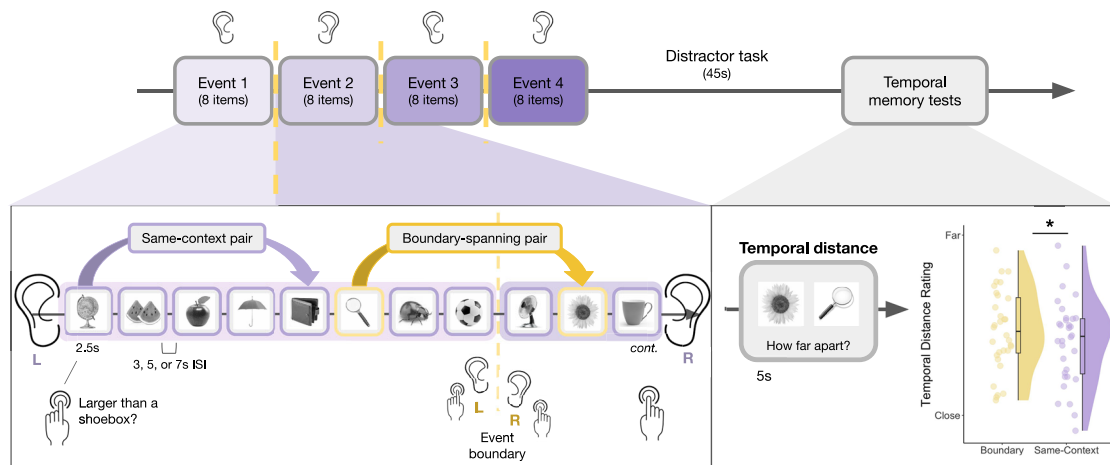 Event 1
(8 items)
Event 2
(8 items)
Event 3
(8 items)
Event 4
(8 items)
Distractor task
(45s)
Temporal
memory tests
Same-context pair
Boundary-spanning pair
L
2.5s
3, 5, or 7s ISI
cont.
R
Larger than a
shoebox?
L
R
Event
boundary
Temporal distance
How far apart?
5s
*
Far
Temporal Distance Rating
Close
Boundary
Same-Context